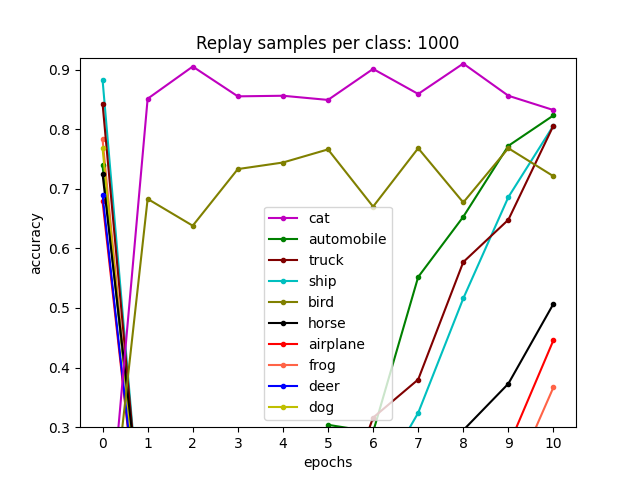 Replay samples per class: 1000
accuracy
0.9
0.8
0.7
0.6
0.5
0.4
0.3
cat
automobile
truck
ship
bird
horse
airplane
frog
deer
dog
0 1 2 3 4 5 6 7 8 9 10
epochs